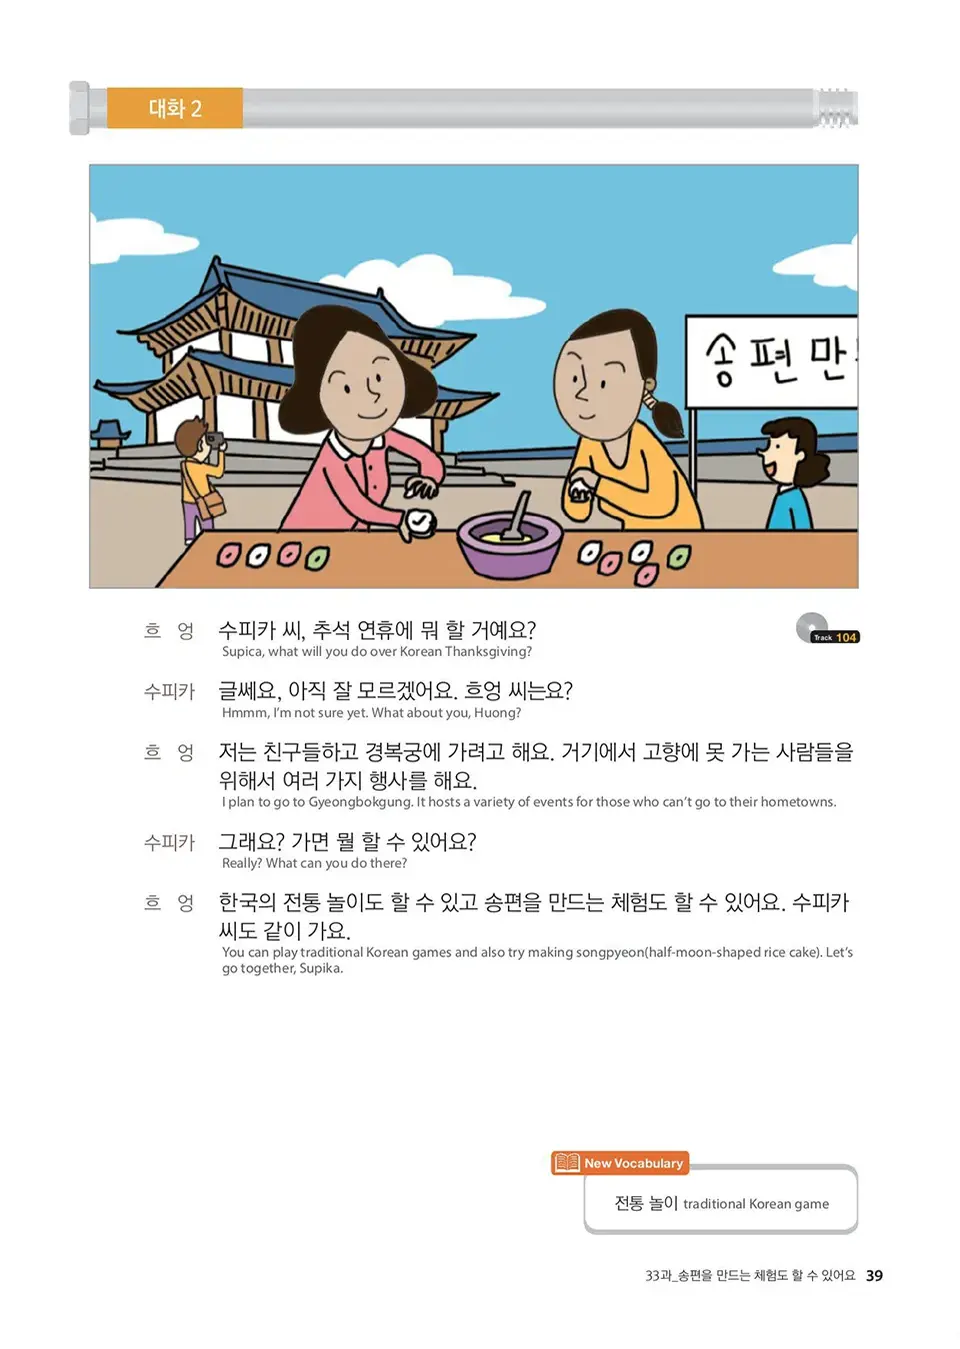 대화 2
송편만
흐 엉 수피카 씨, 추석 연휴에 뭐 할 거예요?
Supica, what will you do over Korean Thanksgiving?
Track 104
수피카 글쎄요, 아직 잘 모르겠어요. 흐엉 씨는요?
Hmmm, I'm not sure yet. What about you, Huong?
흐 엉 저는 친구들하고 경복궁에 가려고 해요. 거기에서 고향에 못 가는 사람들을
위해서 여러 가지 행사를 해요.
I plan to go to Gyeongbokgung. It hosts a variety of events for those who can't go to their hometowns.
수피카 그래요? 가면 뭘 할 수 있어요?
Really? What can you do there?
흐 엉 한국의 전통 놀이도 할 수 있고 송편을 만드는 체험도 할 수 있어요. 수피카
씨도 같이 가요.
You can play traditional Korean games and also try making songpyeon(half-moon-shaped rice cake). Let's
go together, Supika.
New Vocabulary
전통 놀이 traditional Korean game
33과_송편을 만드는 체험도 할 수 있어요 39